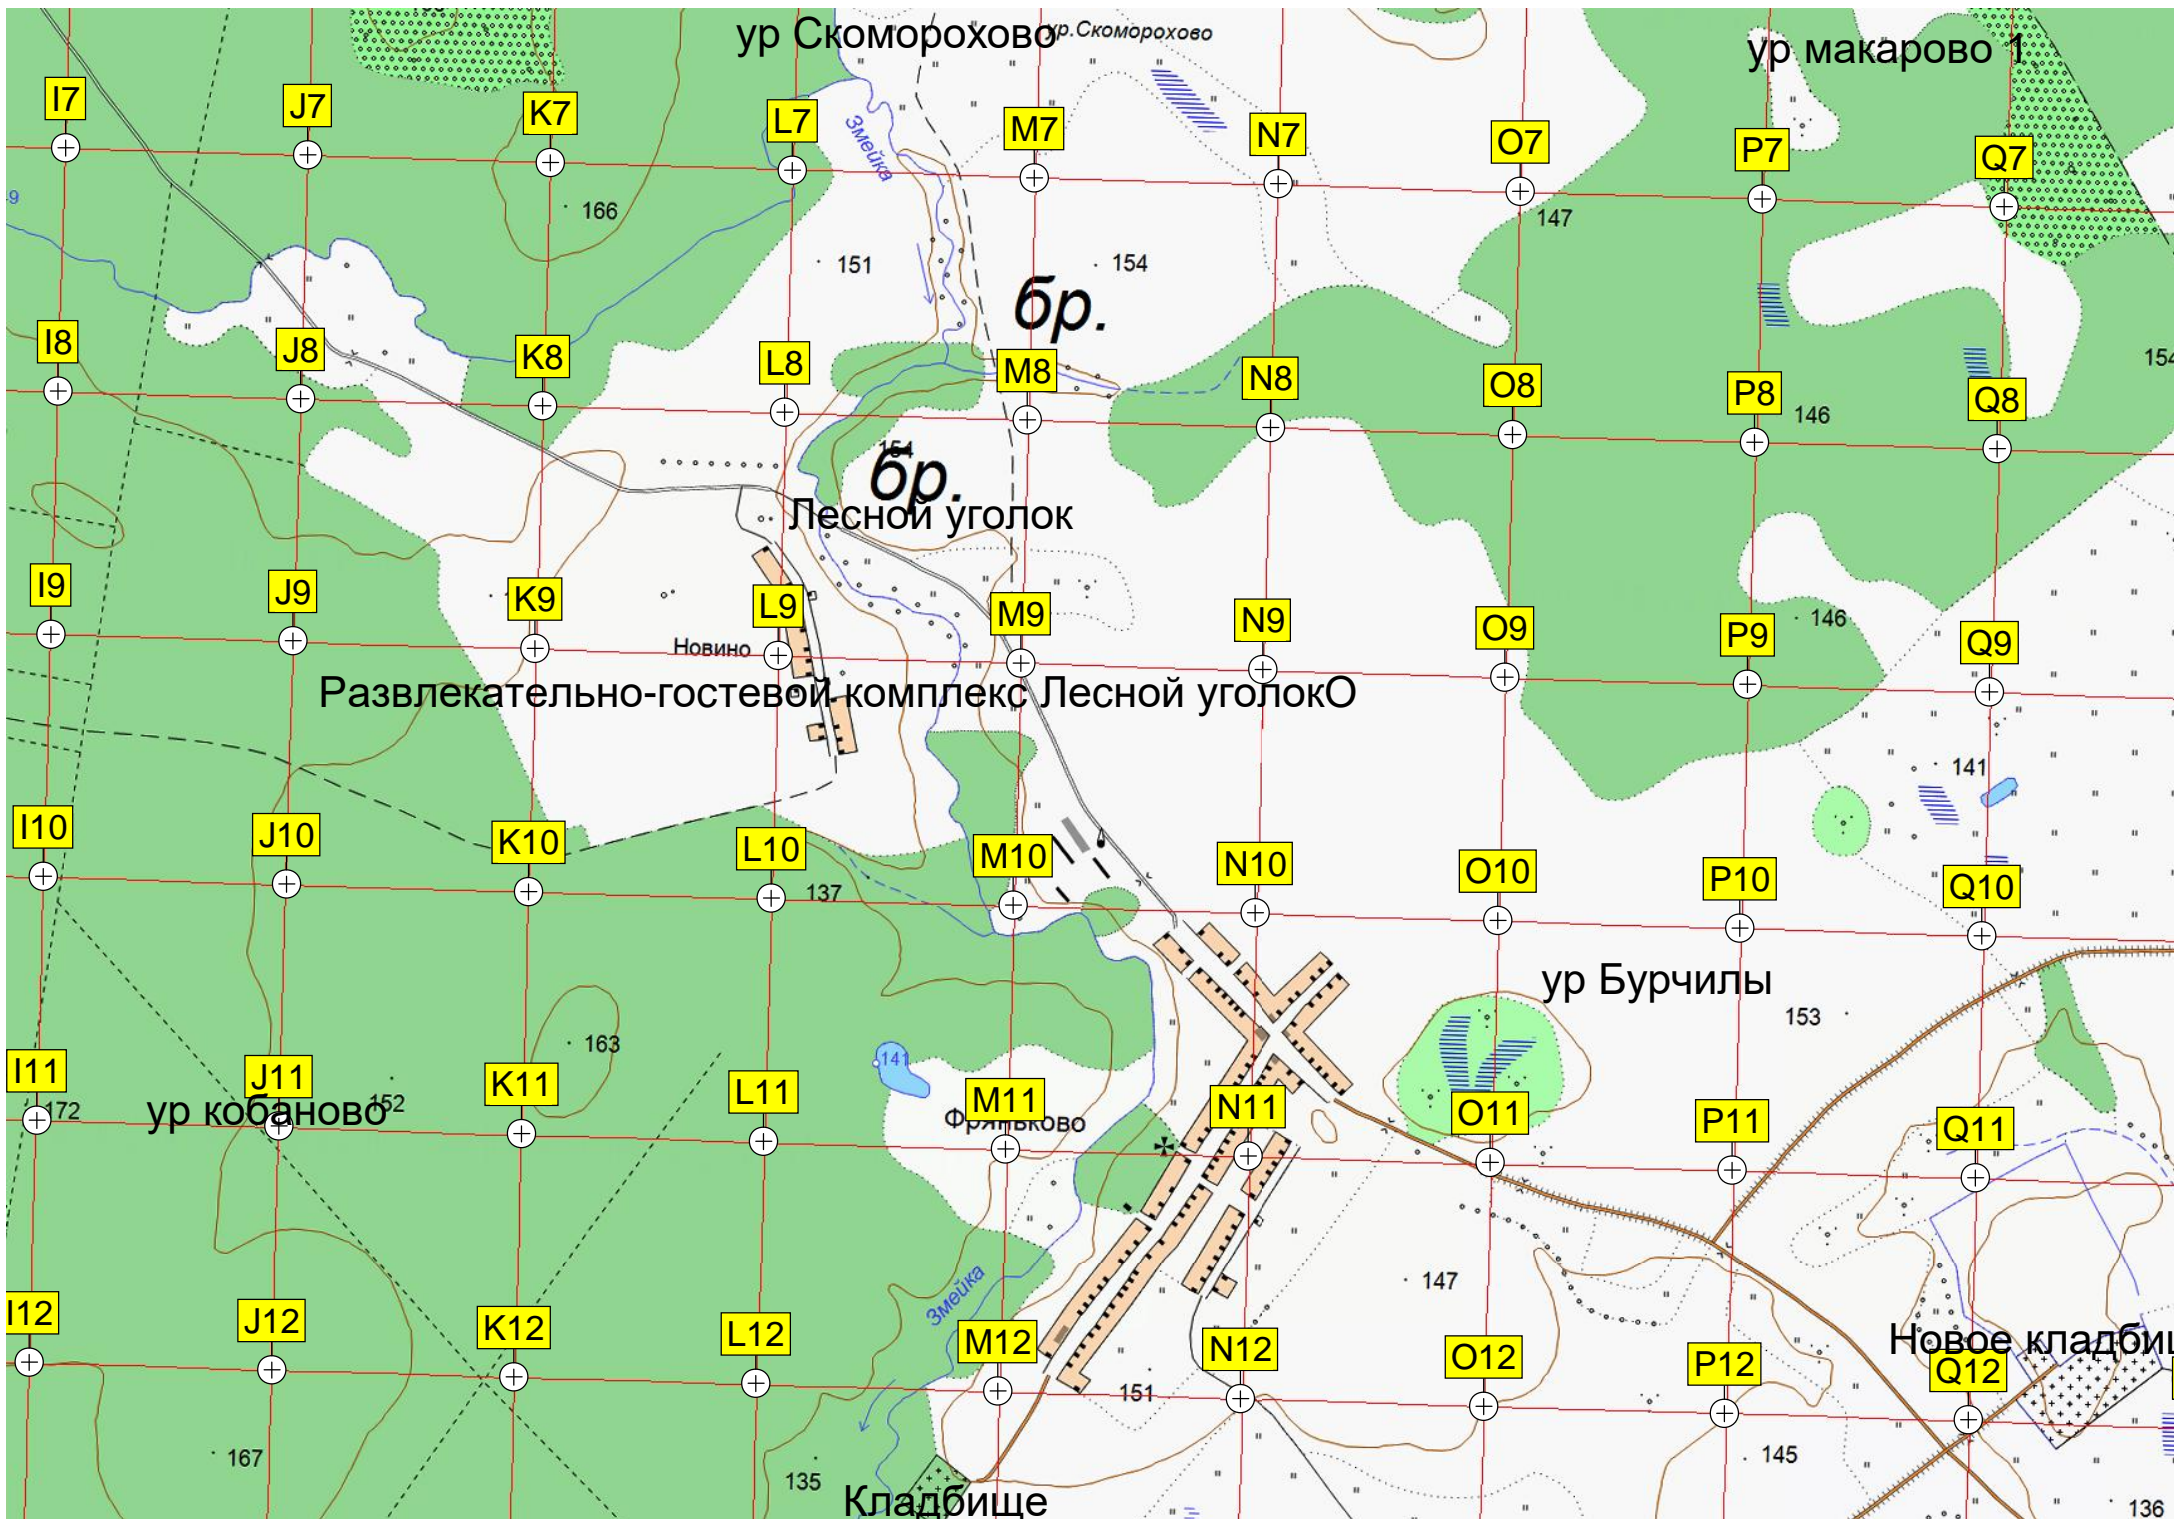 ур Скоморохово
ур.Скоморохово
ур макарово 1
I7
J7
K7
L7
M7
N7
O7
P7
Q7
Змейка
9
166
151
154
147
бр.
I8
J8
K8
L8
M8
N8
O8
P8
Q8
154
146
154
бр.
Лесной уголок
I9
J9
K9
L9
M9
N9
O9
P9
Q9
146
Новино
Развлекательно-гостевой комплекс Лесной уголокО
141
I10
J10
K10
L10
M10
N10
O10
P10
Q10
137
ур Бурчилы
153
163
141
I11
J11
K11
L11
M11
N11
O11
P11
Q11
172
ур кобаново
152
Фряньково
Змейка
147
I12
J12
K12
L12
M12
N12
O12
P12
Q12
Новое кладби
151
167
135
145
Кладбище
136